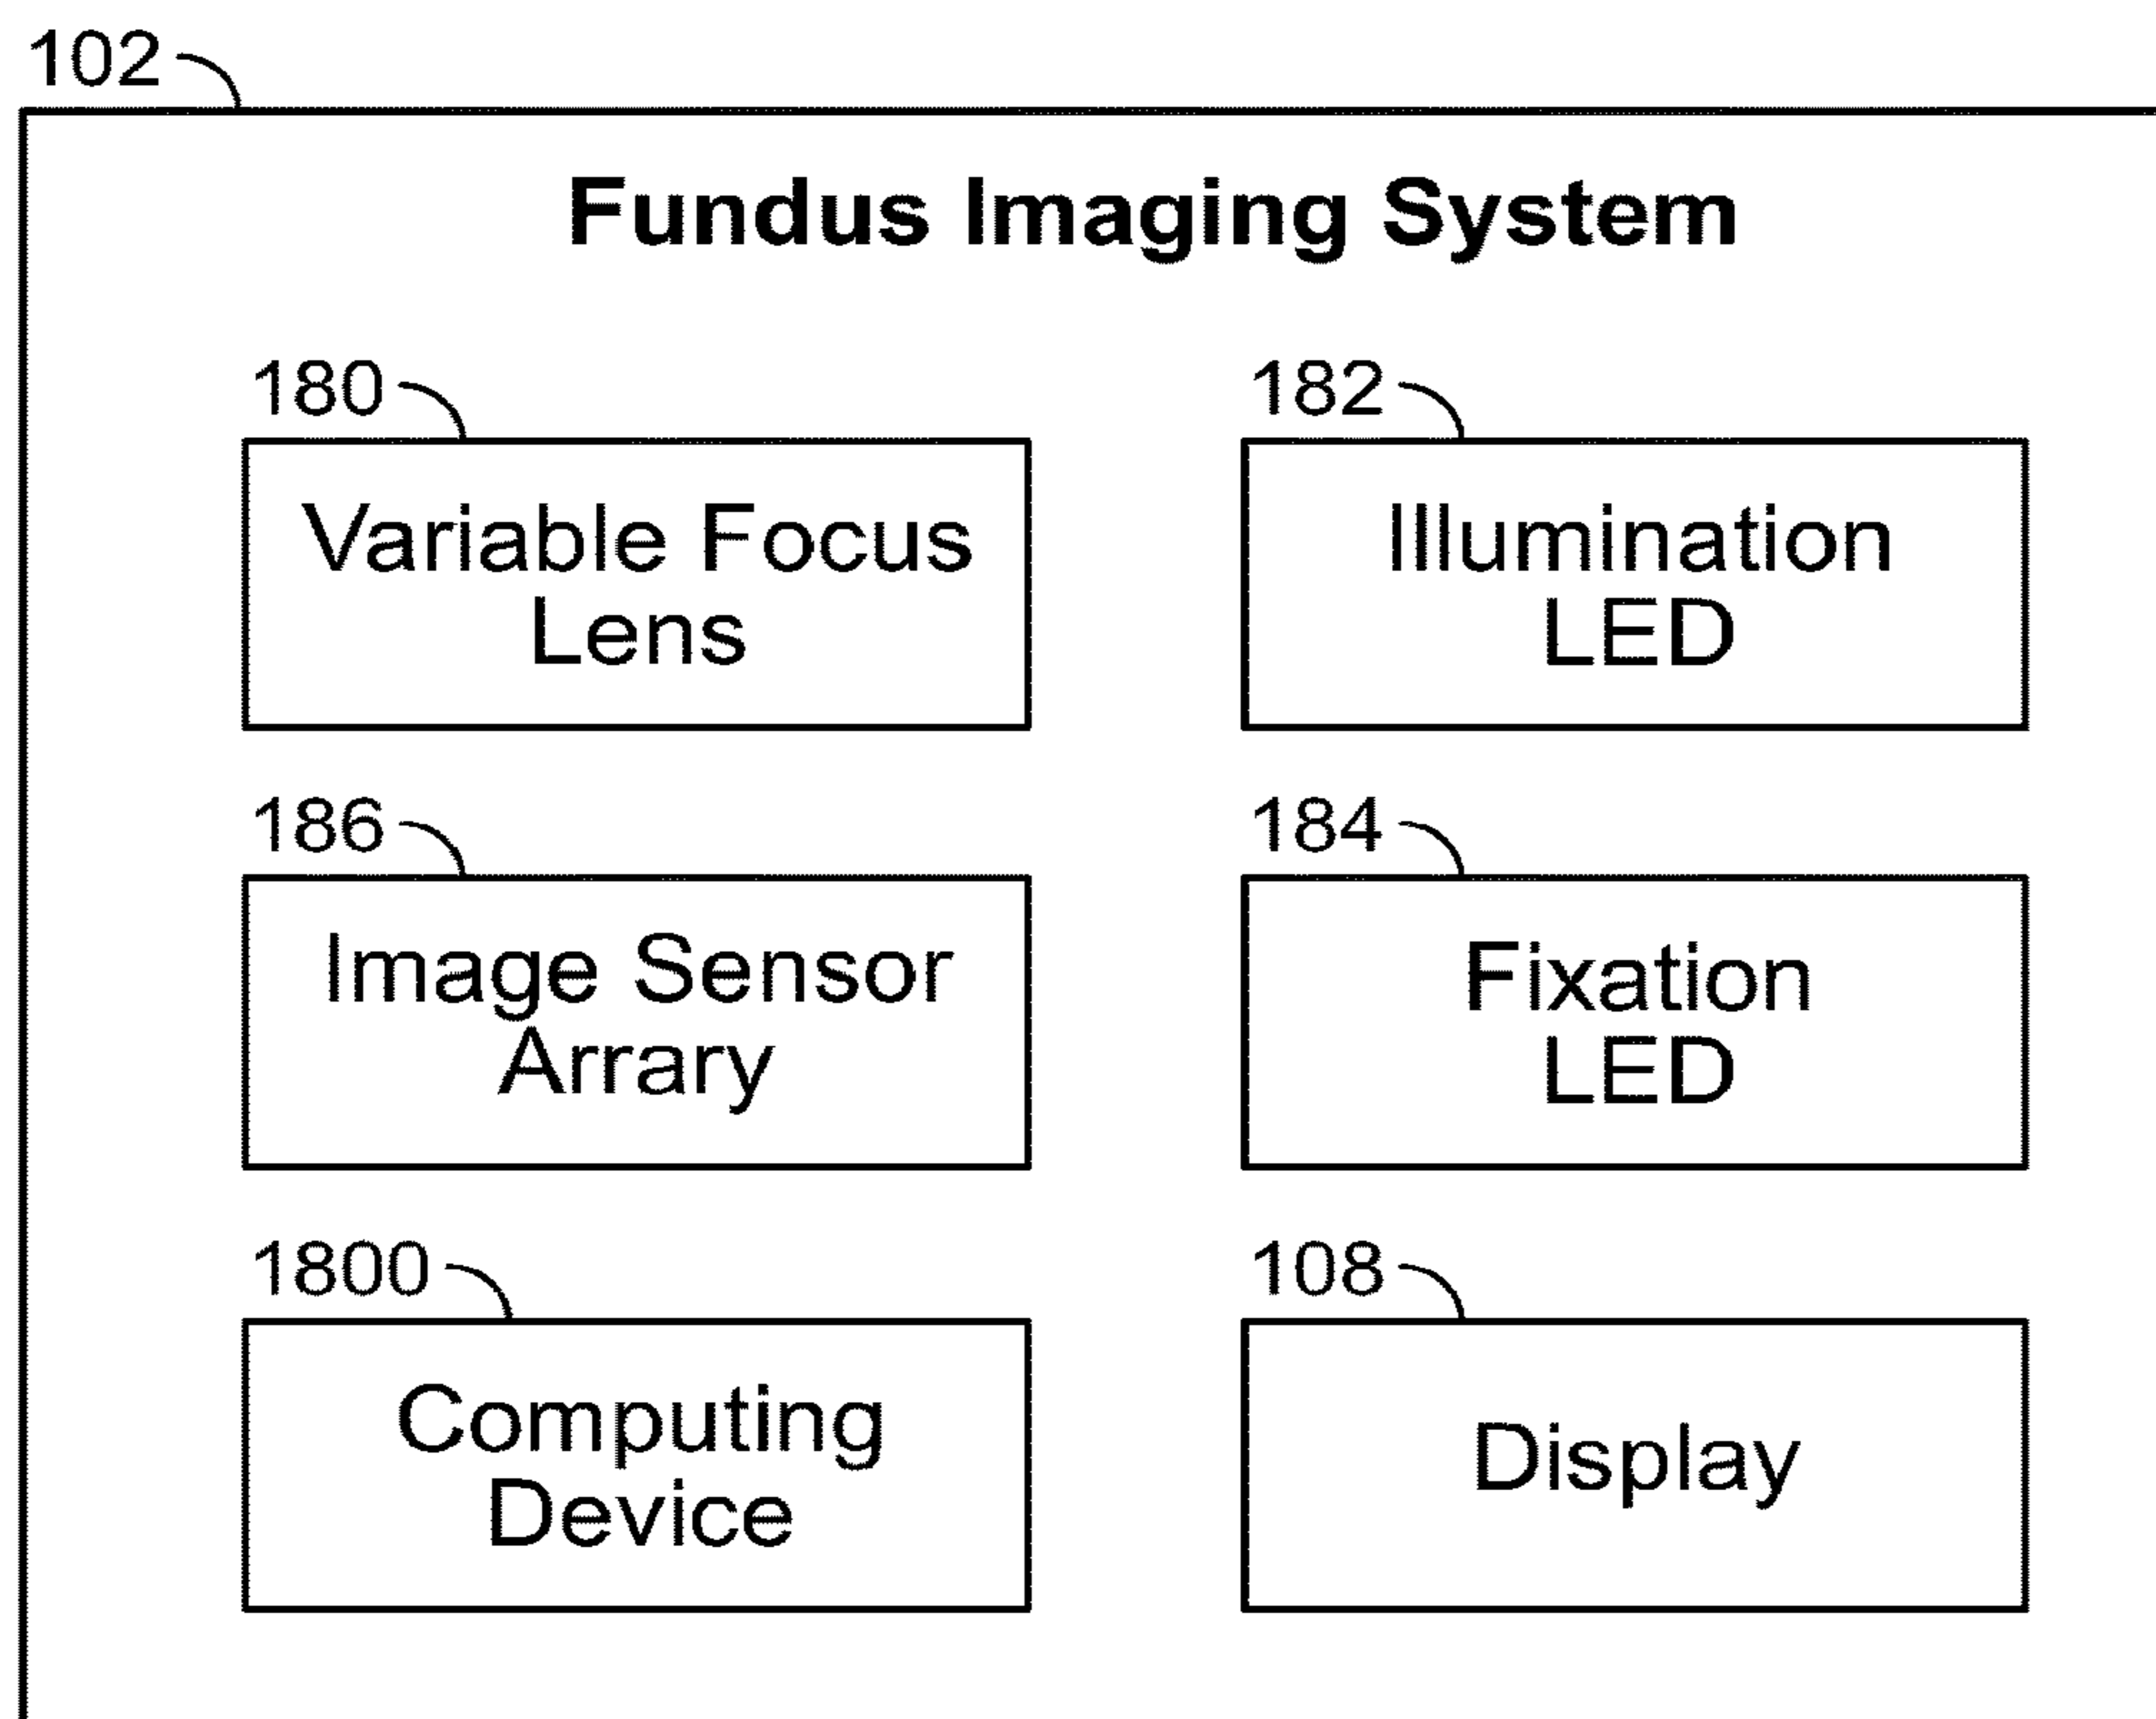 102
Fundus Imaging System
180
Variable Focus
Lens
182
Illumination
LED
186
Image Sensor
Arrary
184
Fixation
LED
1800
Computing
Device
108
Display